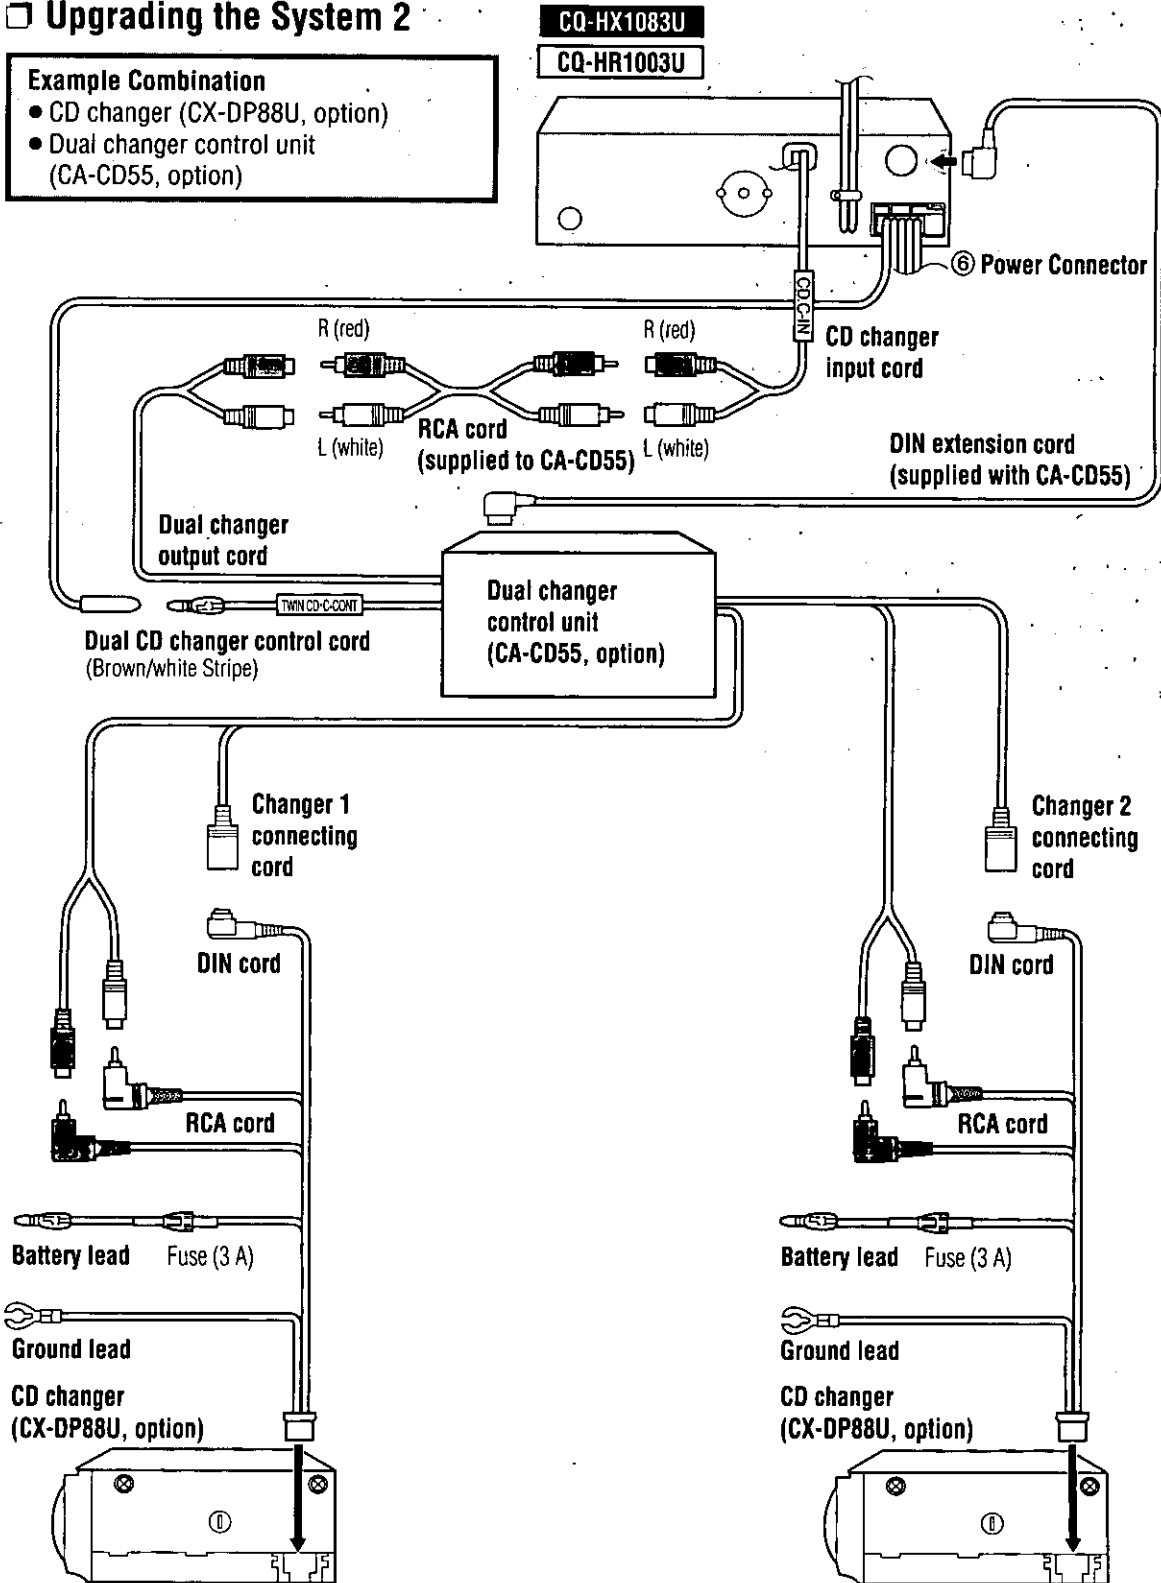 Upgrading the System 2
CQ-HX1083U
CQ-HR1003U
Example Combination
● CD changer (CX-DP88U, option)
● Dual changer control unit
(CA-CD55, option)
⑥ Power Connector
CD.C-IN
R (red)
R (red)
CD changer
input cord
L (white)
RCA cord
(supplied to CA-CD55)
L (white)
DIN extension cord
(supplied with CA-CD55)
Dual changer
output cord
TWIN CD·C-CONT
Dual CD changer control cord
(Brown/white Stripe)
Dual changer
control unit
(CA-CD55, option)
Changer 1
connecting
cord
Changer 2
connecting
cord
DIN cord
DIN cord
RCA cord
RCA cord
Battery lead
Fuse (3 A)
Battery lead
Fuse (3 A)
Ground lead
Ground lead
CD changer
(CX-DP88U, option)
CD changer
(CX-DP88U, option)